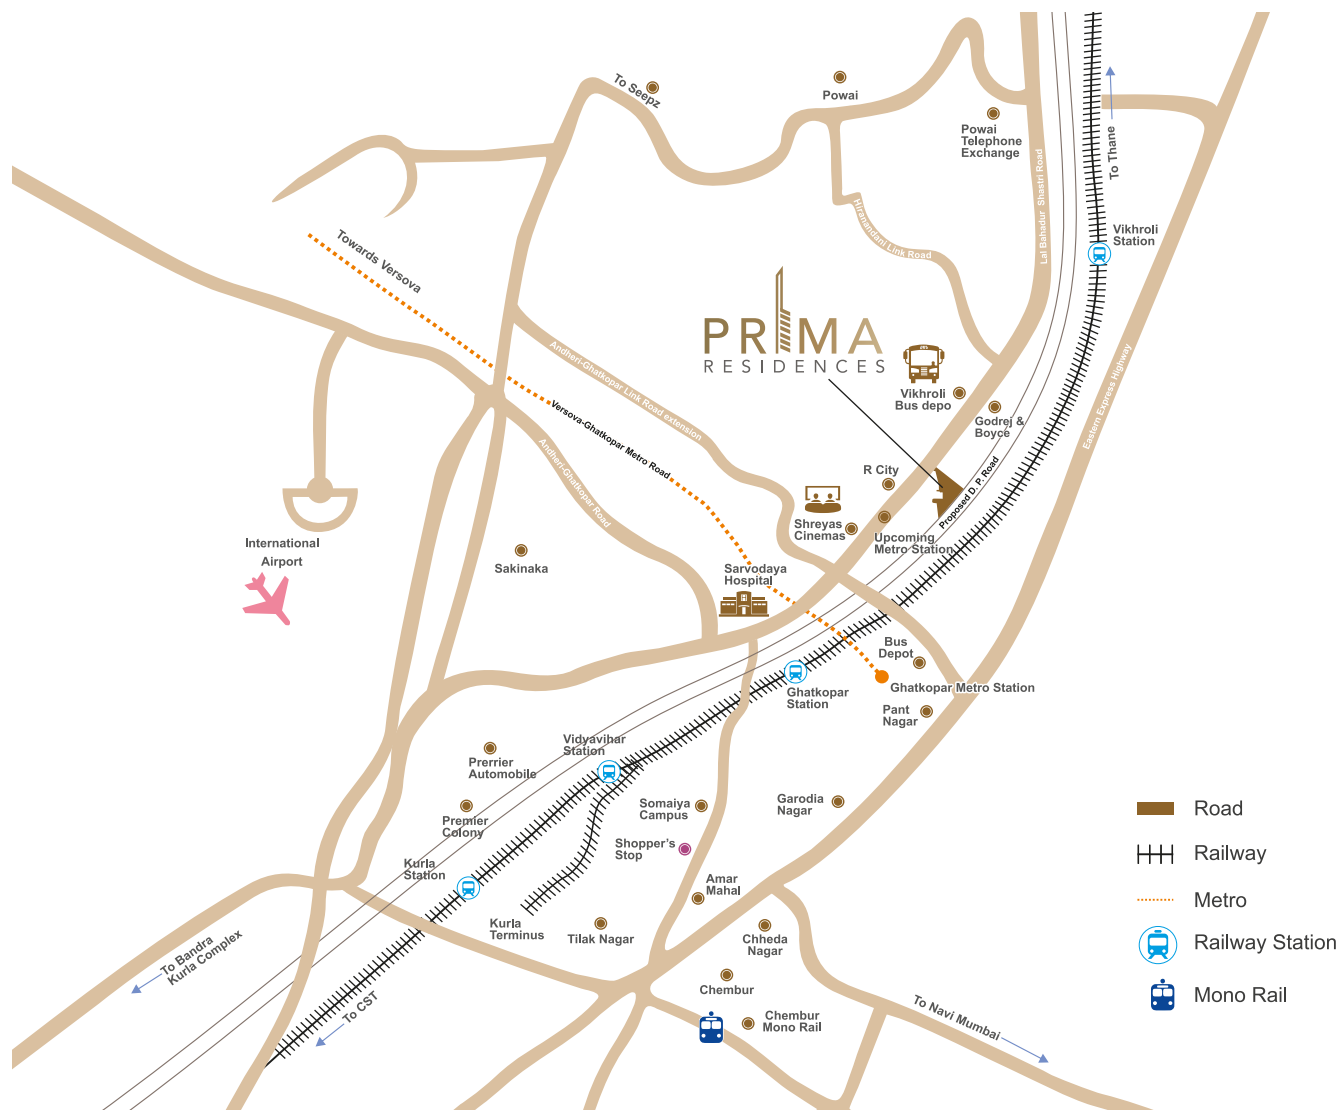 To Seepz
Powai
Powai
Telephone
Exchange
To Thane
Lal Bahadur Shastri Road
Vikhroli
Station
Hiranandani Link Road
Towards Versova
PRIMA
RESIDENCES
Vikhroli
Bus depo
Godrej &
Boyce
Eastern Express Highway
Andheri-Ghatkopar Link Road extension
Versova-Ghatkopar Metro Road
Andheri-Ghatkopar Road
R City
Proposed D. P. Road
Shreyas
Cinemas
Upcoming
Metro Station
International
Airport
Sakinaka
Sarvodaya
Hospital
Bus
Depot
Ghatkopar Metro Station
Ghatkopar
Station
Pant
Nagar
Vidyavihar
Station
Prerrier
Automobile
Premier
Colony
Somaiya
Campus
Garodia
Nagar
Shopper's
Stop
Kurla
Station
Amar
Mahal
Kurla
Terminus
Tilak Nagar
Chheda
Nagar
To Bandra
Kurla Complex
To CST
Chembur
Chembur
Mono Rail
To Navi Mumbai
Road
Railway
Metro
Railway Station
Mono Rail